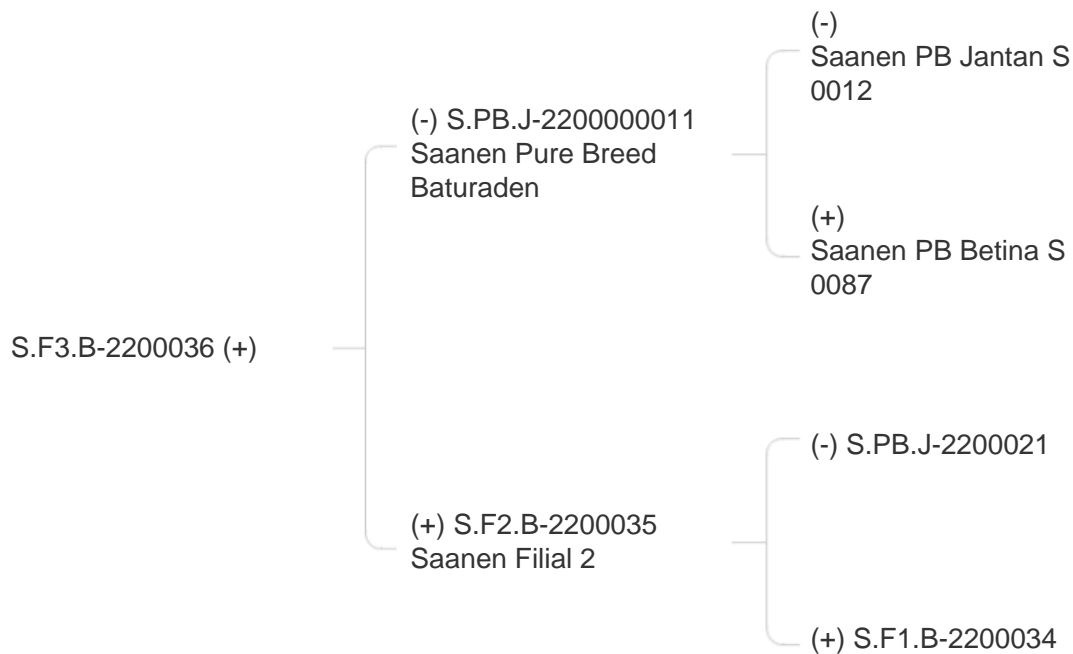 (-)
Saanen PB Jantan S
0012
(-) S.PB.J-2200000011
Saanen Pure Breed
Baturaden
(+)
Saanen PB Betina S
0087
S.F3.B-2200036 (+)
(-) S.PB.J-2200021
(+) S.F2.B-2200035
Saanen Filial 2
(+) S.F1.B-2200034